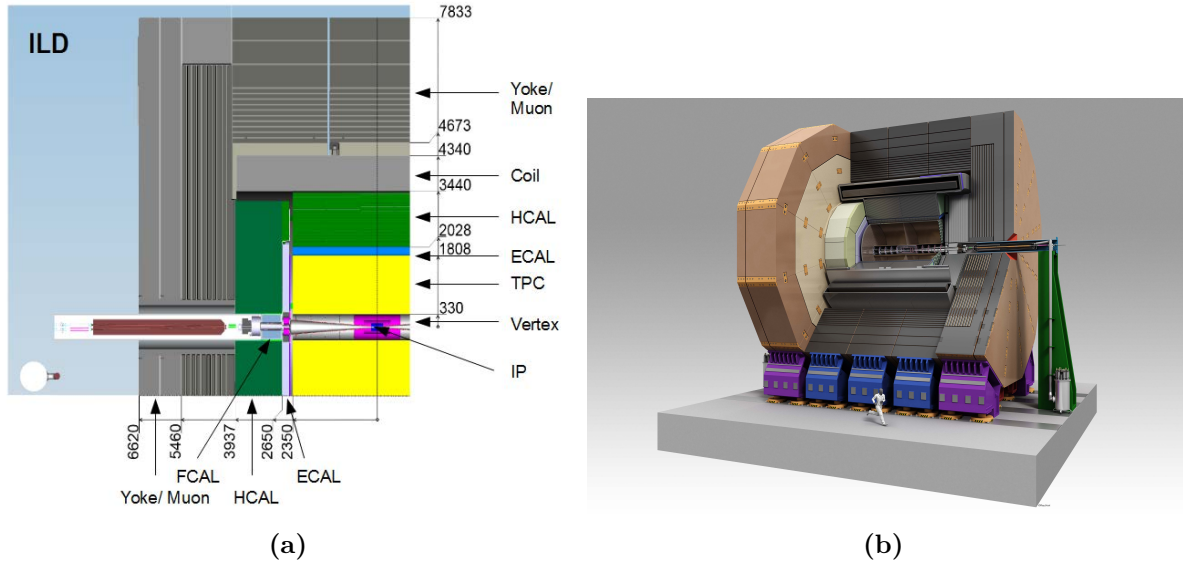 ILD
7833
Yoke/
Muon
4673
4340
Coil
3440
HCAL
2028
1808
ECAL
TPC
330
Vertex
IP
6620
5460
3937
2650
2350
FCAL
ECAL
Yoke/ Muon
HCAL
(a)
(b)